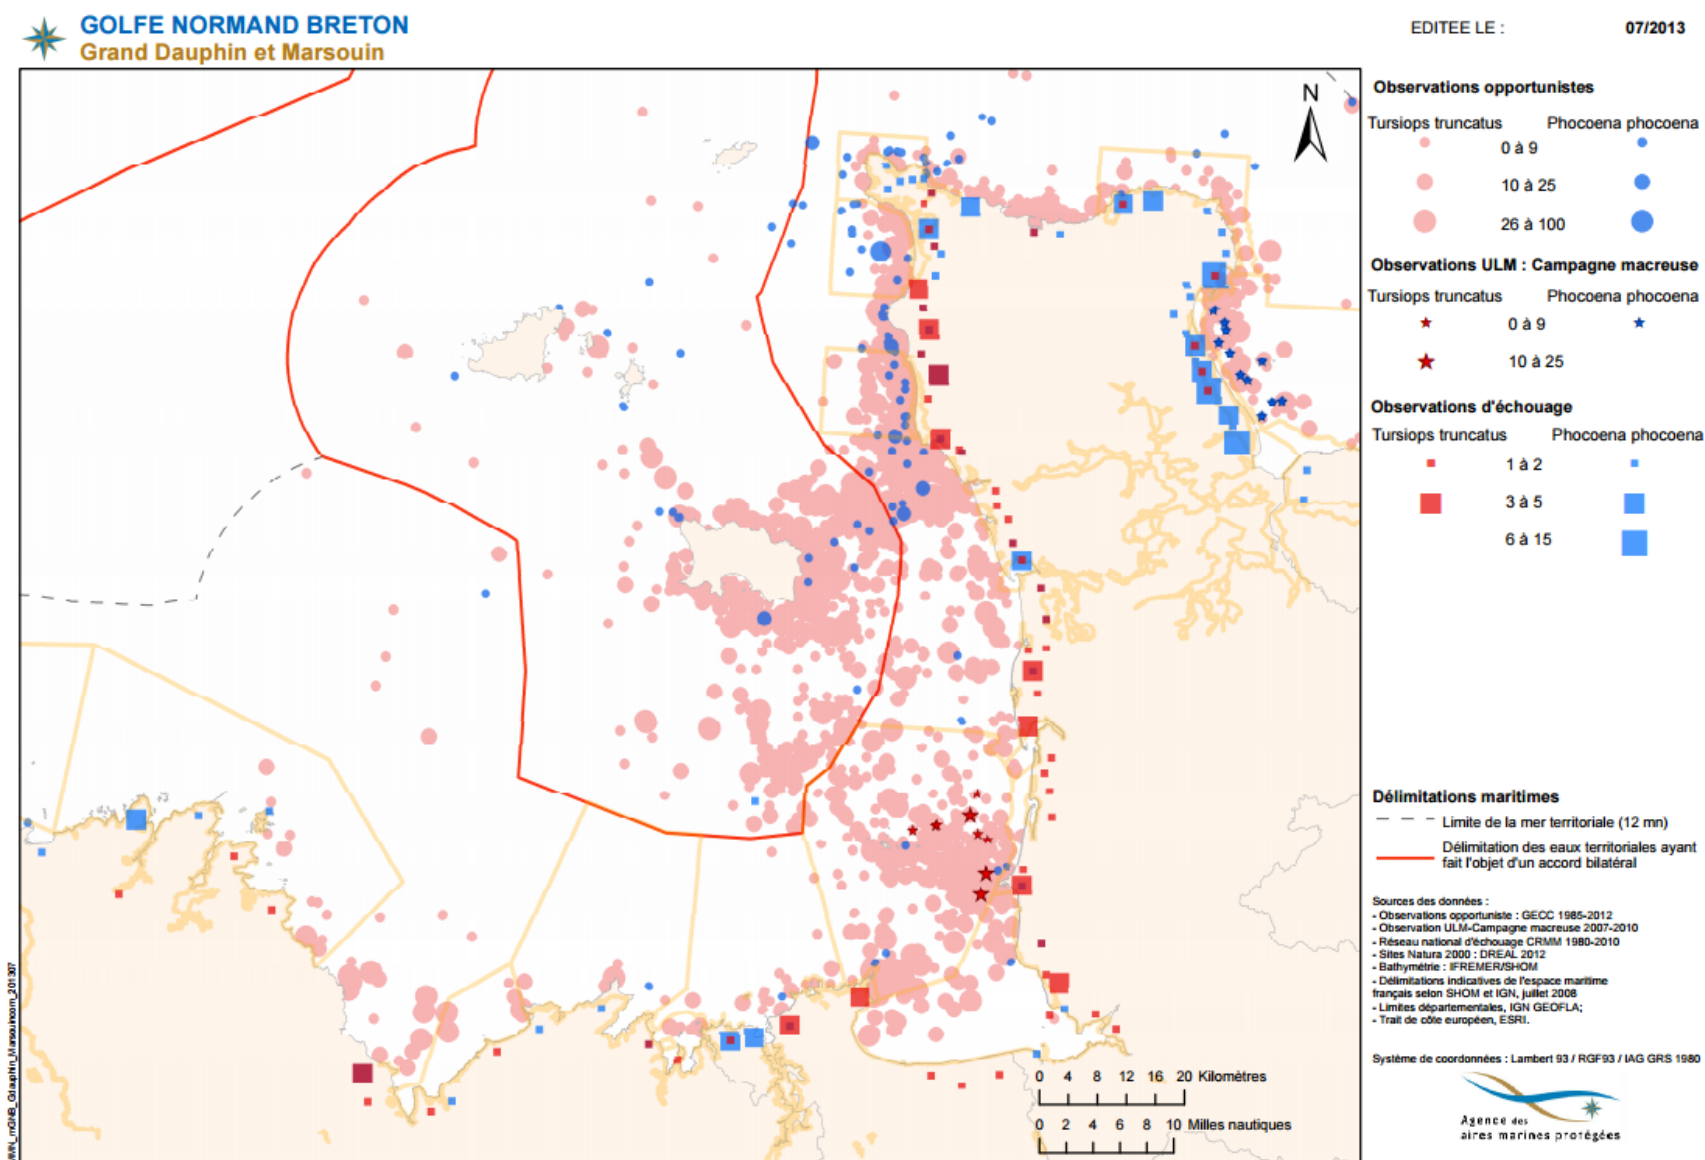 GOLFE NORMAND BRETON
Grand Dauphin et Marsouin
EDITEE LE : 07/2013
N
Observations opportunistes
Tursiops truncatus Phocoena phocoena
0 à 9
10 à 25
26 à 100
Observations ULM : Campagne macreuse
Tursiops truncatus Phocoena phocoena
0 à 9
10 à 25
Observations d'échouage
Tursiops truncatus Phocoena phocoena
1 à 2
3 à 5
6 à 15
Délimitations maritimes
Limite de la mer territoriale (12 mn)
Délimitation des eaux territoriales ayant
fait l'objet d'un accord bilatéral
Sources des données :
- Observations opportuniste : GECC 1985-2012
- Observation ULM-Campagne macreuse 2007-2010
- Réseau national d'échouage CRMM 1980-2010
- Sites Natura 2000 : DREAL 2012
- Bathymétrie : IFREMER/SHOM
- Délimitations indicatives de l'espace maritime
français selon SHOM et IGN, juillet 2008
- Limites départementales, IGN GEOFLA;
- Trait de côte européen, ESRI.
Système de coordonnées : Lambert 93 / RGF93 / IAG GRS 1980
0 4 8 12 16 20 Kilomètres
0 2 4 6 8 10 Milles nautiques
Agence des
aires marines protégées